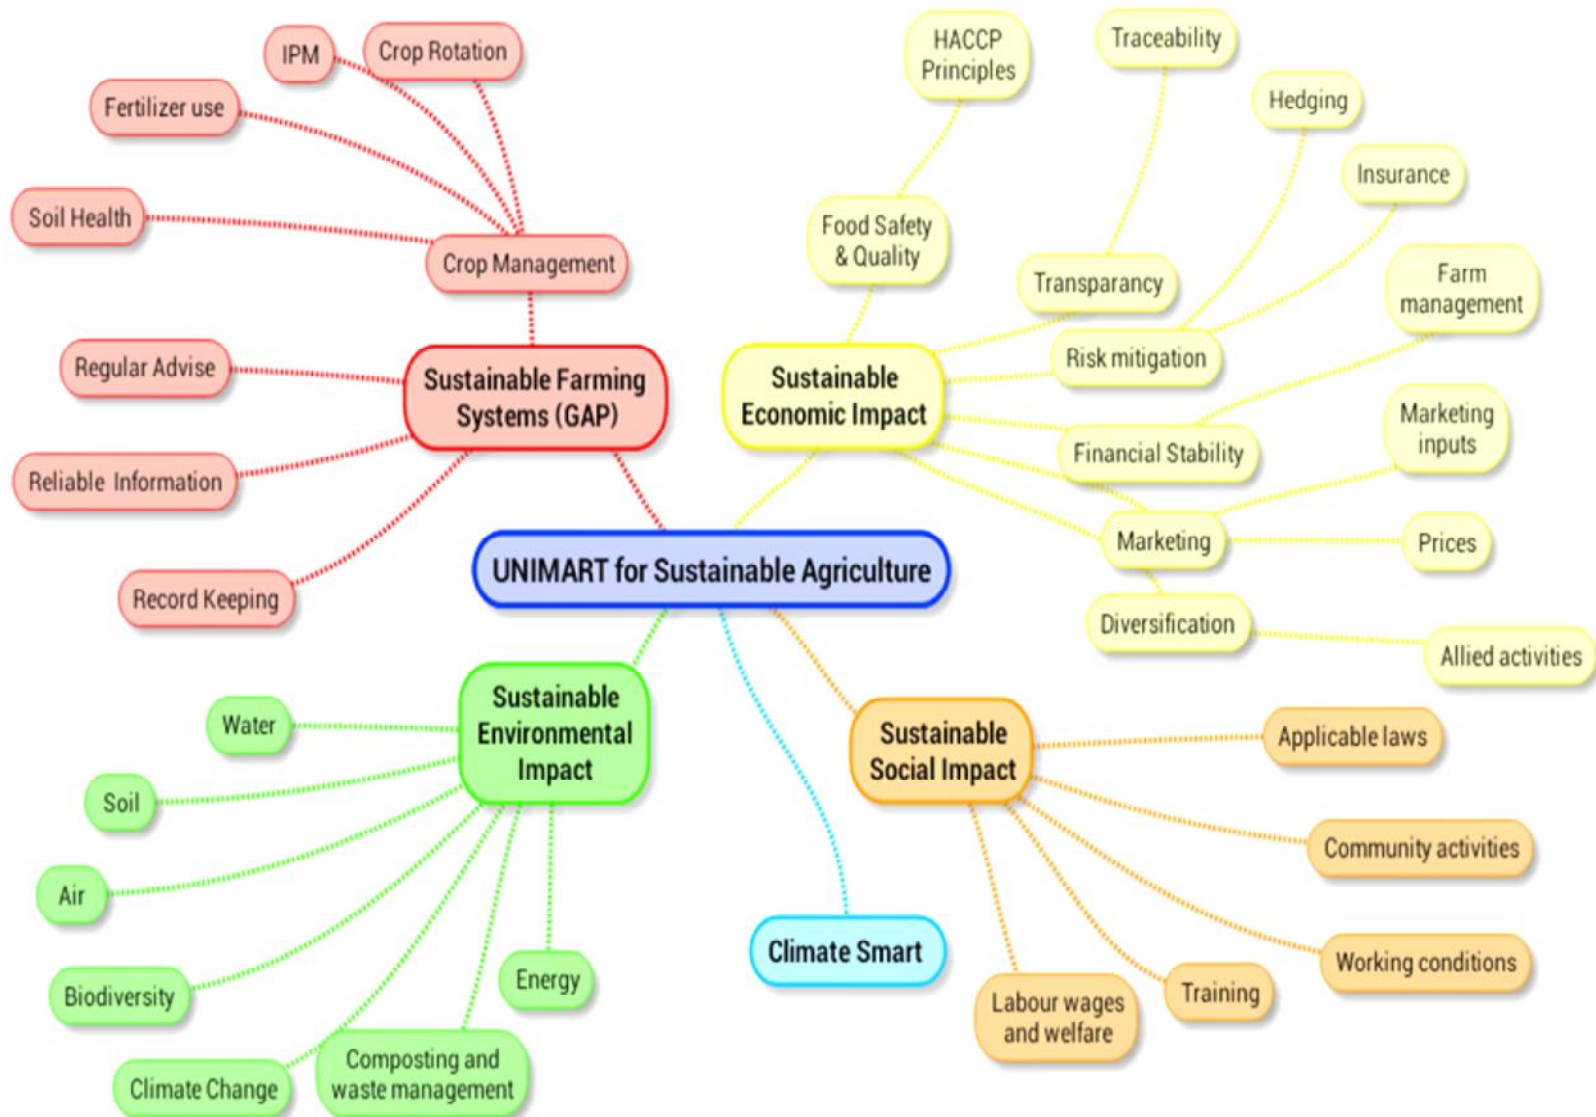 IPM
Crop Rotation
Fertilizer use
Soil Health
Crop Management
Regular Advise
Sustainable Farming
Systems (GAP)
Reliable Information
Record Keeping
HACCP
Principles
Traceability
Hedging
Insurance
Food Safety
& Quality
Transparancy
Farm
management
Risk mitigation
Sustainable
Economic Impact
Marketing
inputs
Financial Stability
Marketing
Prices
Diversification
Allied activities
UNIMART for Sustainable Agriculture
Sustainable
Environmental
Impact
Water
Soil
Air
Biodiversity
Climate Change
Composting and
waste management
Energy
Climate Smart
Sustainable
Social Impact
Applicable laws
Community activities
Working conditions
Training
Labour wages
and welfare